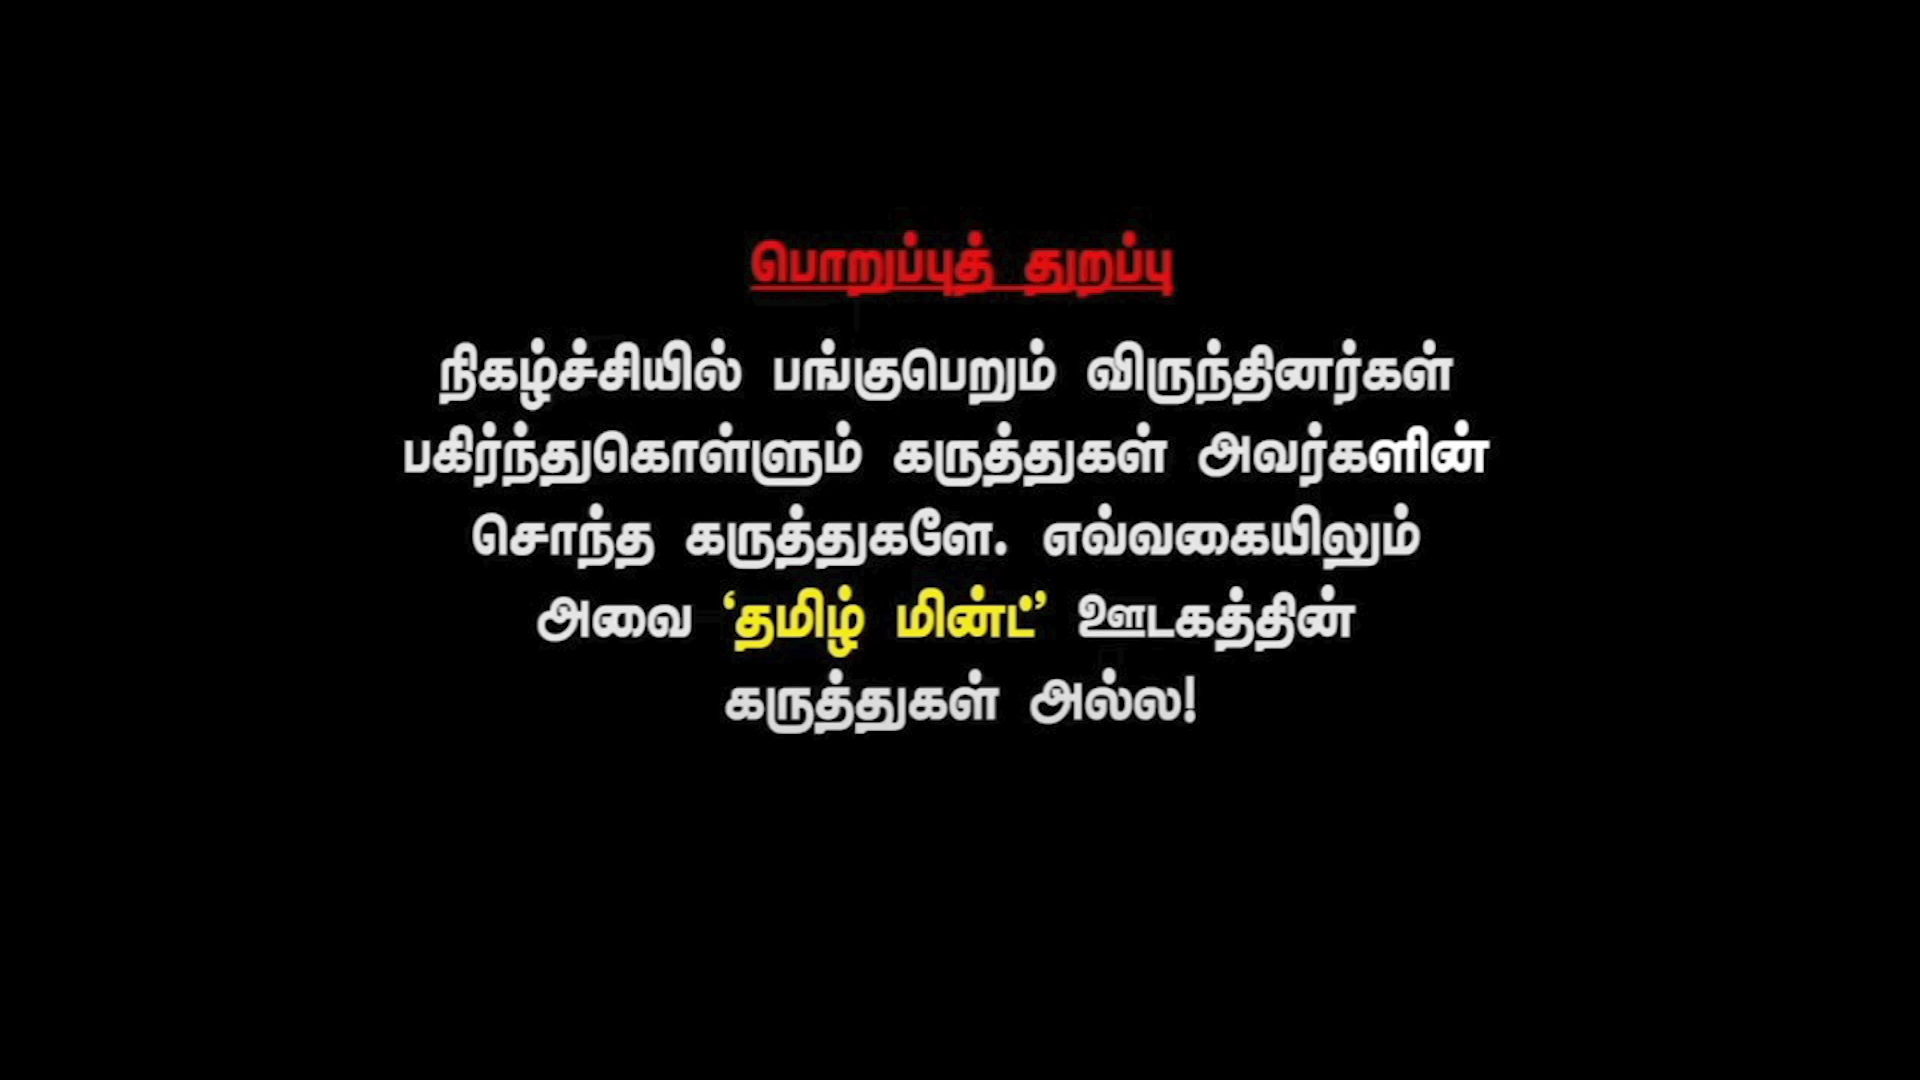 பொறுப்புத் துறப்பு
நிகழ்ச்சியில் பங்குபெறும் விருந்தினர்கள்
பகிர்ந்துகொள்ளும் கருத்துகள் அவர்களின்
சொந்த கருத்துகளே. எவ்வகையிலும்
அவை ‘தமிழ் மின்ட்’ ஊடகத்தின்
கருத்துகள் அல்ல!